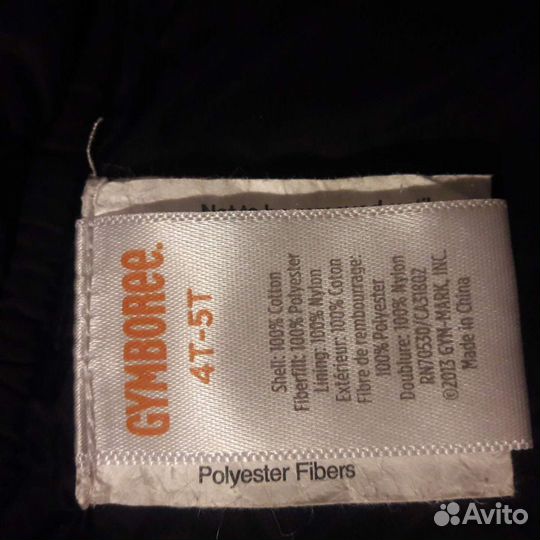 GYMBOREE.
4T-5T
Shell: 100% Cotton
Fiberfill: 100% Polyester
Lining: 100% Nylon
Extérieur: 100% Coton
Fibre de rembourrage:
100% Polyester
Doublure: 100% Nylon
RN70530/CA31802
©2013 GYM-MARK, INC.
Made in China
Polyester Fibers
Avito